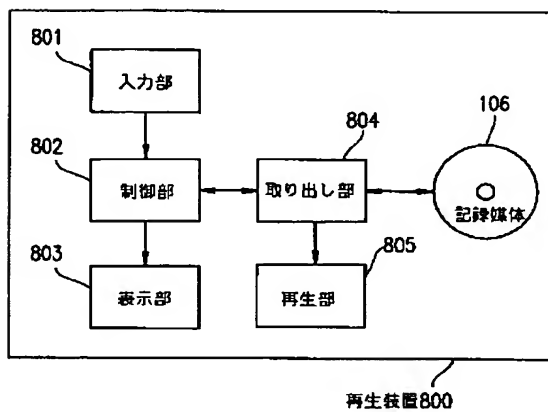 801
入力部
802
制御部
804
取り出し部
106
記録媒体
803
表示部
805
再生部
再生装置800